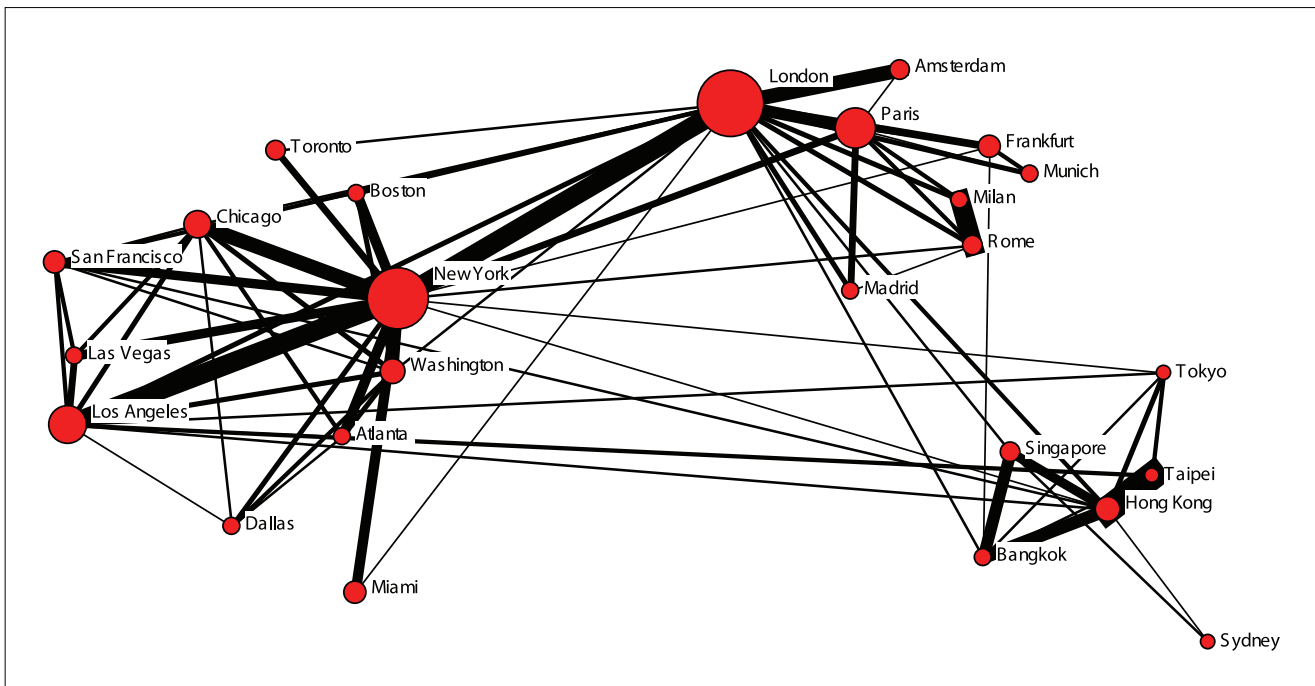 Amsterdam
London
Paris
Frankfurt
Toronto
Munich
Boston
Milan
Chicago
Rome
San Francisco
New York
Madrid
Las Vegas
Washington
Tokyo
Los Angeles
Atlanta
Singapore
Taipei
Hong Kong
Dallas
Bangkok
Miami
Sydney